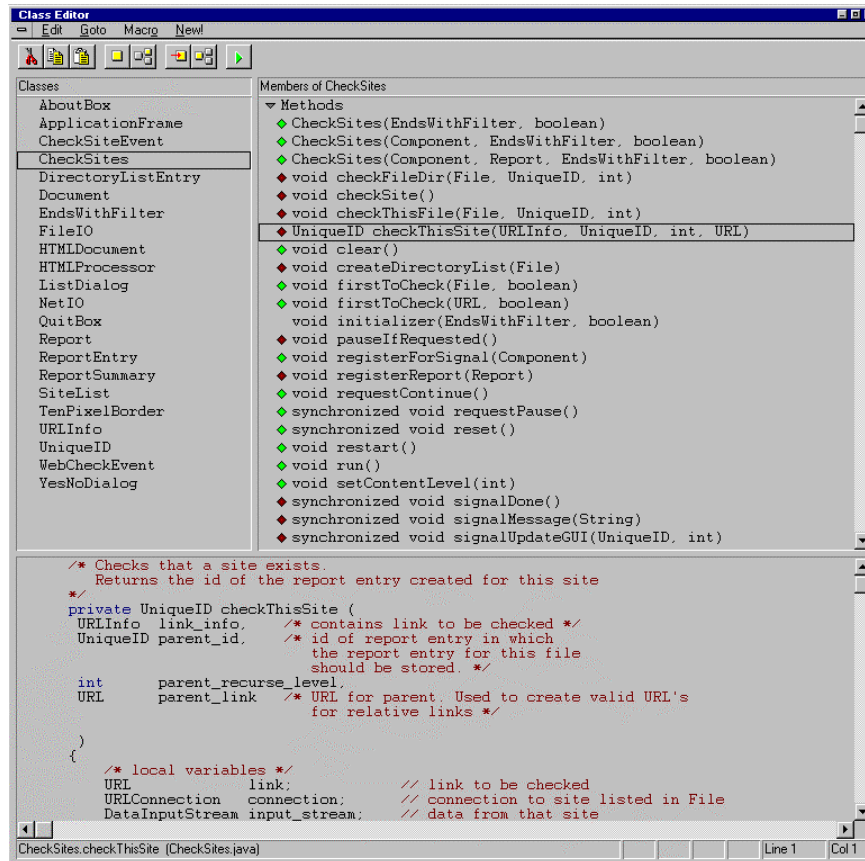 Class Editor
Edit Goto Macro New!
Classes
AboutBox
ApplicationFrame
CheckSiteEvent
CheckSites
DirectoryListEntry
Document
EndsWithFilter
FileIO
HTMLDocument
HTMLProcessor
ListDialog
NetIO
QuitBox
Report
ReportEntry
ReportSummary
SiteList
TenPixelBorder
URLInfo
UniqueID
WebCheckEvent
YesNoDialog
Members of CheckSites
Methods
CheckSites(EndsWithFilter, boolean)
CheckSites(Component, EndsWithFilter, boolean)
CheckSites(Component, Report, EndsWithFilter, boolean)
void checkFileDir(File, UniqueID, int)
void checkSite()
void checkThisFile(File, UniqueID, int)
UniqueID checkThisSite(URLInfo, UniqueID, int, URL)
void clear()
void createDirectoryList(File)
void firstToCheck(File, boolean)
void firstToCheck(URL, boolean)
void initializer(EndsWithFilter, boolean)
void pauseIfRequested()
void registerForSignal(Component)
void registerReport(Report)
void requestContinue()
synchronized void requestPause()
synchronized void reset()
void restart()
void run()
void setContentLevel(int)
synchronized void signalDone()
synchronized void signalMessage(String)
synchronized void signalUpdateGUI(UniqueID, int)
/* Checks that a site exists.
Returns the id of the report entry created for this site
*/
private UniqueID checkThisSite (
URLInfo link_info, /* contains link to be checked */
UniqueID parent_id, /* id of report entry in which
the report entry for this file
should be stored. */
int parent_recurse_level,
URL parent_link /* URL for parent. Used to create valid URL's
for relative links */
)
{
/* local variables */
URL link; // link to be checked
URLConnection connection; // connection to site listed in File
DataInputStream input_stream; // data from that site
CheckSites.checkThisSite (CheckSites.java) Line 1 Col 1